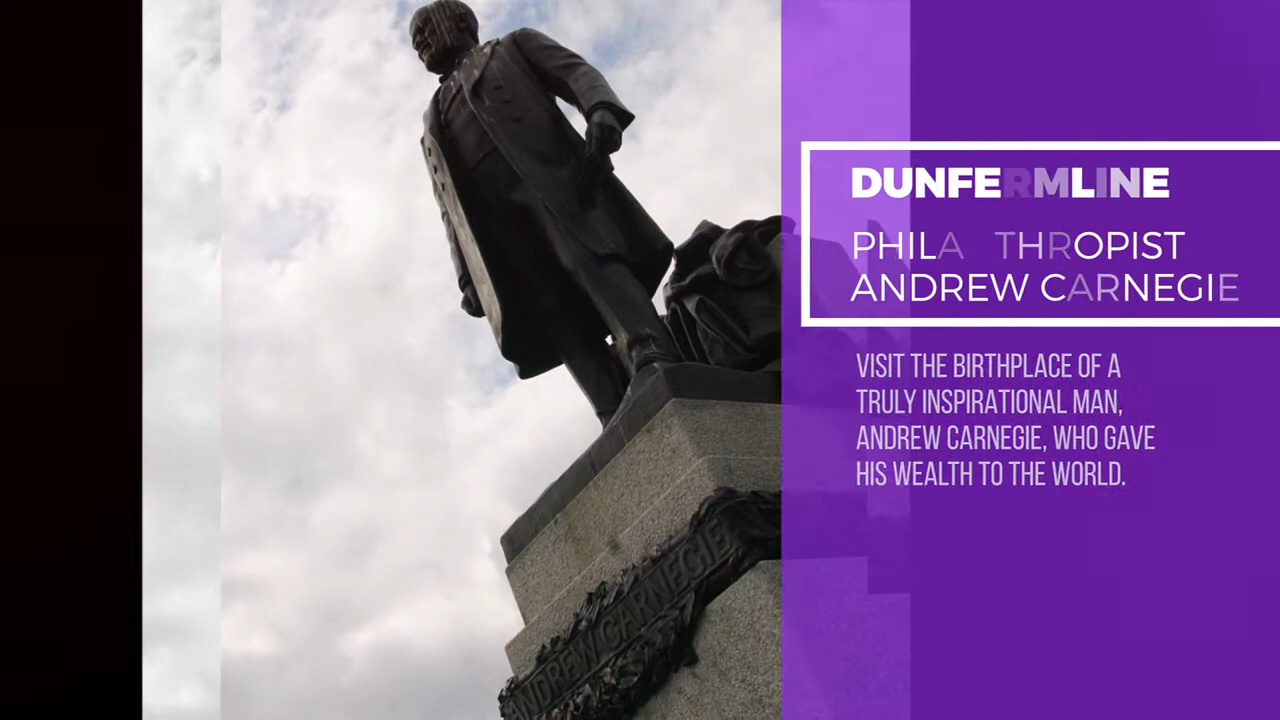 DUNFERMLINE
PHILA THROPIST
ANDREW CARNEGIE
VISIT THE BIRTHPLACE OF A
TRULY INSPIRATIONAL MAN,
ANDREW CARNEGIE, WHO GAVE
HIS WEALTH TO THE WORLD.
ANDREW CARNEGIE